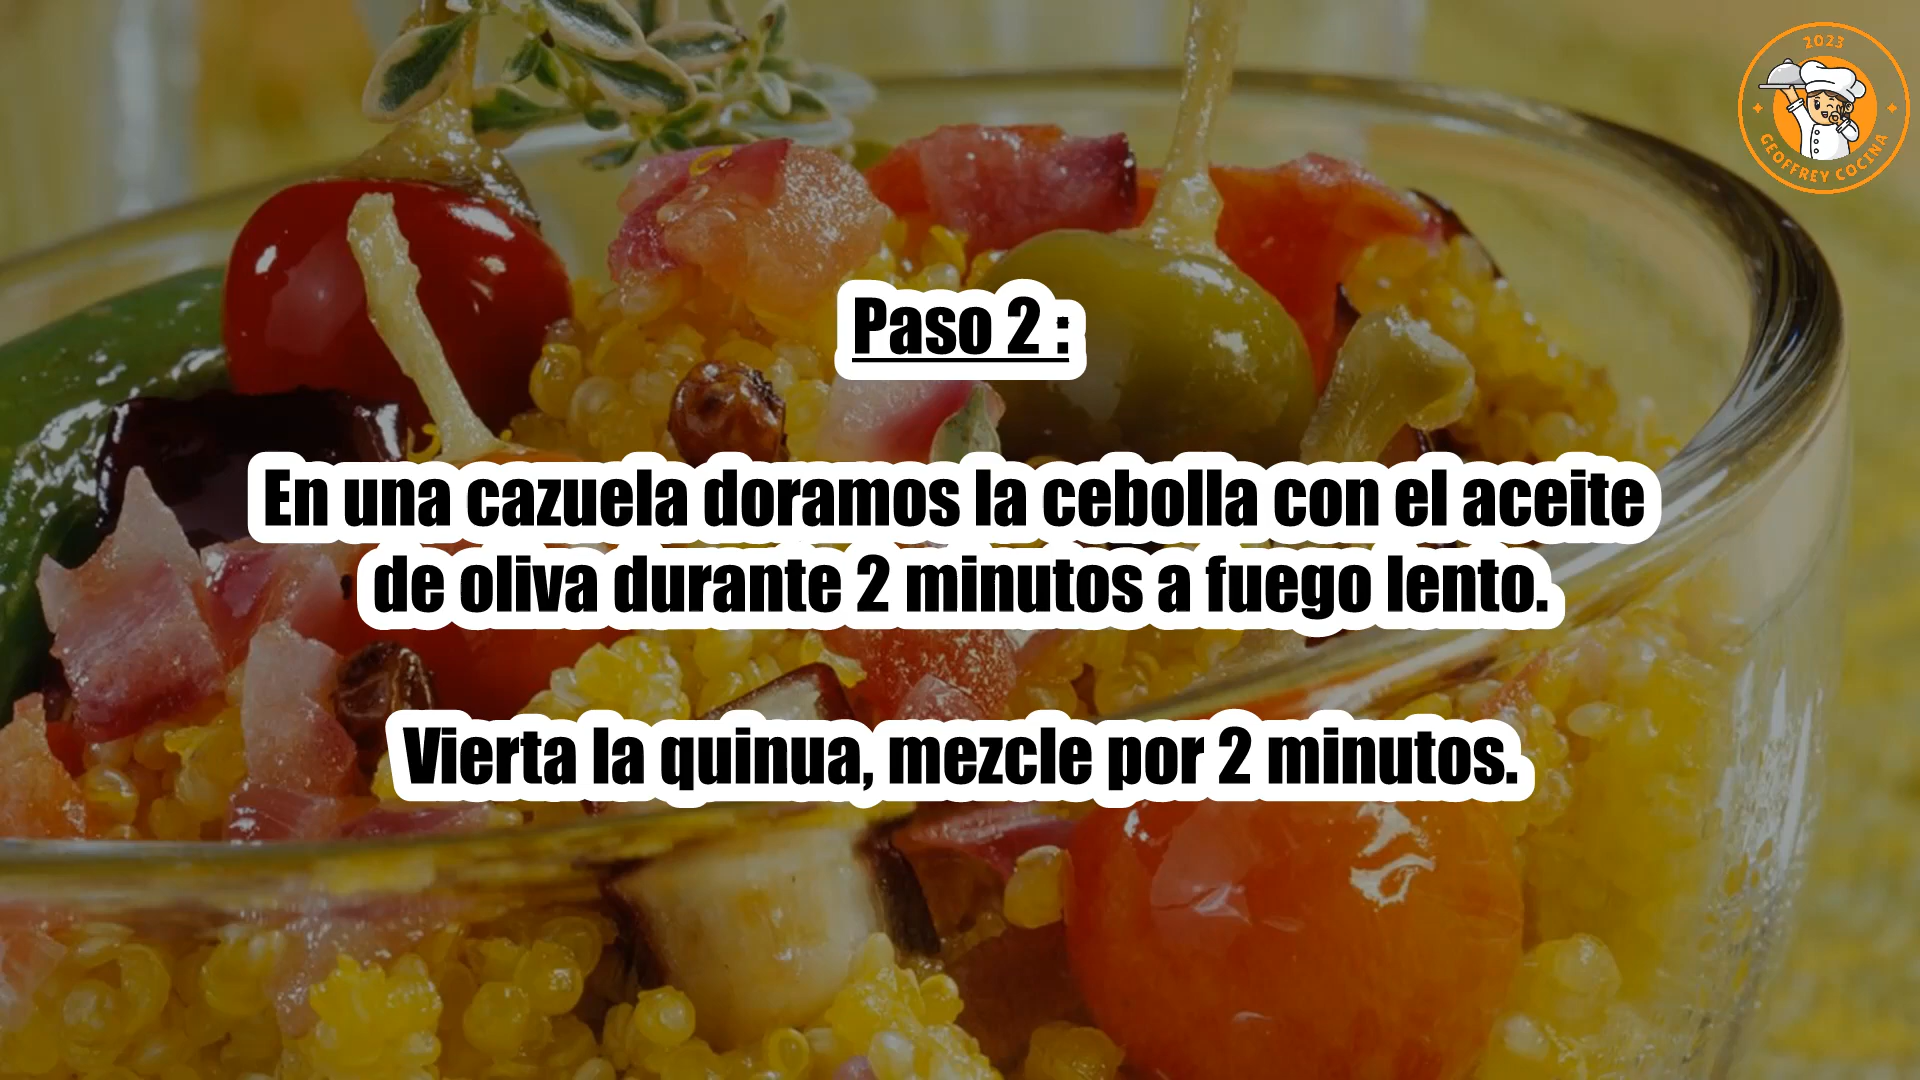 2023
GEOFFREY COCINA
Paso 2 :
En una cazuela doramos la cebolla con el aceite
de oliva durante 2 minutos a fuego lento.
Vierta la quinua, mezcle por 2 minutos.